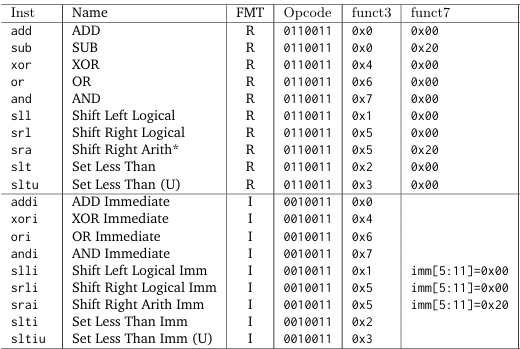 Inst Name FMT Opcode funct3 funct7
add ADD R 0110011 0x0 0x00
sub SUB R 0110011 0x0 0x20
xor XOR R 0110011 0x4 0x00
or OR R 0110011 0x6 0x00
and AND R 0110011 0x7 0x00
sll Shift Left Logical R 0110011 0x1 0x00
srl Shift Right Logical R 0110011 0x5 0x00
sra Shift Right Arith* R 0110011 0x5 0x20
slt Set Less Than R 0110011 0x2 0x00
sltu Set Less Than (U) R 0110011 0x3 0x00
addi ADD Immediate I 0010011 0x0
xori XOR Immediate I 0010011 0x4
ori OR Immediate I 0010011 0x6
andi AND Immediate I 0010011 0x7
slli Shift Left Logical Imm I 0010011 0x1 imm[5:11]=0x00
srli Shift Right Logical Imm I 0010011 0x5 imm[5:11]=0x00
srai Shift Right Arith Imm I 0010011 0x5 imm[5:11]=0x20
slti Set Less Than Imm I 0010011 0x2
sltiu Set Less Than Imm (U) I 0010011 0x3